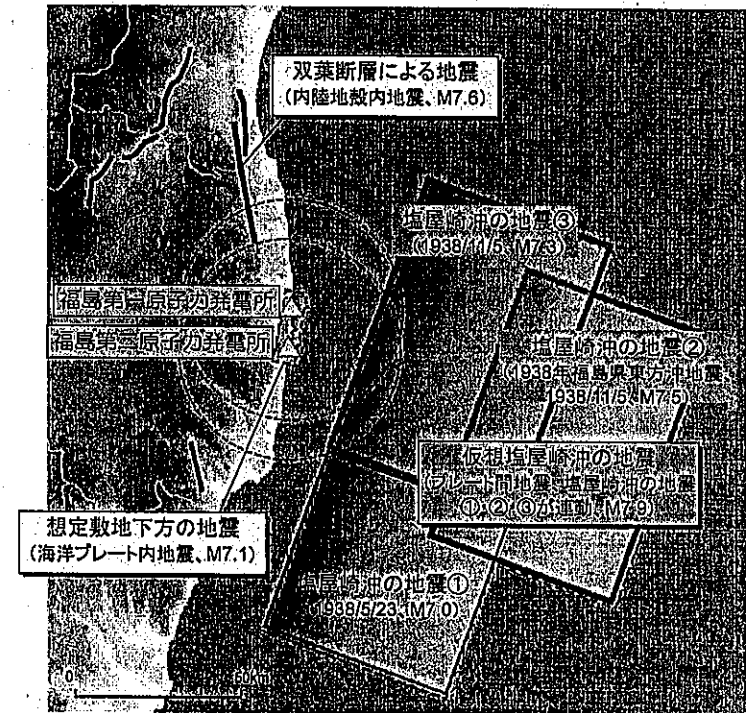 双葉断層による地震
(内陸地殻内地震、M7.6)
塩屋崎沖の地震③
(1938/11/5、M7.3)
福島第一原子力発電所
福島第二原子力発電所
塩屋崎沖の地震②
(1938年福島県東方沖地震
1938/11/5、M7.5)
仮想塩屋崎沖の地震
(プレート間地震、塩屋崎沖の地震
①、②、③が連動、M7.9)
想定敷地下方の地震
(海洋プレート内地震、M7.1)
塩屋崎沖の地震①
1938/5/23、(M7.0)
0
50km